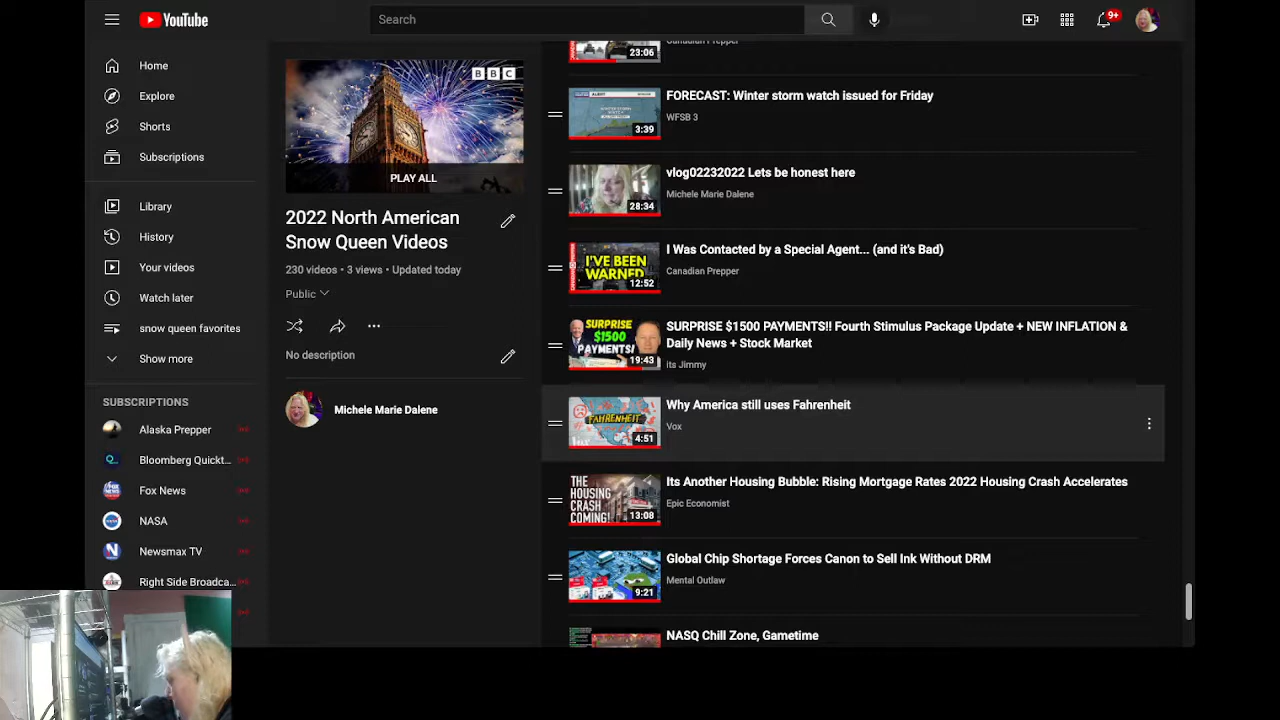 YouTube
Search
9+
Home
Explore
Shorts
Subscriptions
Library
History
Your videos
Watch later
snow queen favorites
Show more
SUBSCRIPTIONS
Alaska Prepper
Bloomberg Quickt...
Fox News
NASA
Newsmax TV
Right Side Broadca...
BBC
PLAY ALL
2022 North American
Snow Queen Videos
230 videos • 3 views • Updated today
Public
No description
Michele Marie Dalene
23:06
Canadian Prepper
FORECAST: Winter storm watch issued for Friday
WFSB 3
3:39
vlog02232022 Lets be honest here
Michele Marie Dalene
28:34
I Was Contacted by a Special Agent... (and it's Bad)
Canadian Prepper
I'VE BEEN
WARNED
12:52
SURPRISE $1500 PAYMENTS!! Fourth Stimulus Package Update + NEW INFLATION &
Daily News + Stock Market
its Jimmy
SURPRISE
$1500
PAYMENTS!
19:43
Why America still uses Fahrenheit
Vox
FAHRENHEIT
4:51
Its Another Housing Bubble: Rising Mortgage Rates 2022 Housing Crash Accelerates
Epic Economist
THE
HOUSING
CRASH
COMING!
13:08
Global Chip Shortage Forces Canon to Sell Ink Without DRM
Mental Outlaw
9:21
NASQ Chill Zone, Gametime